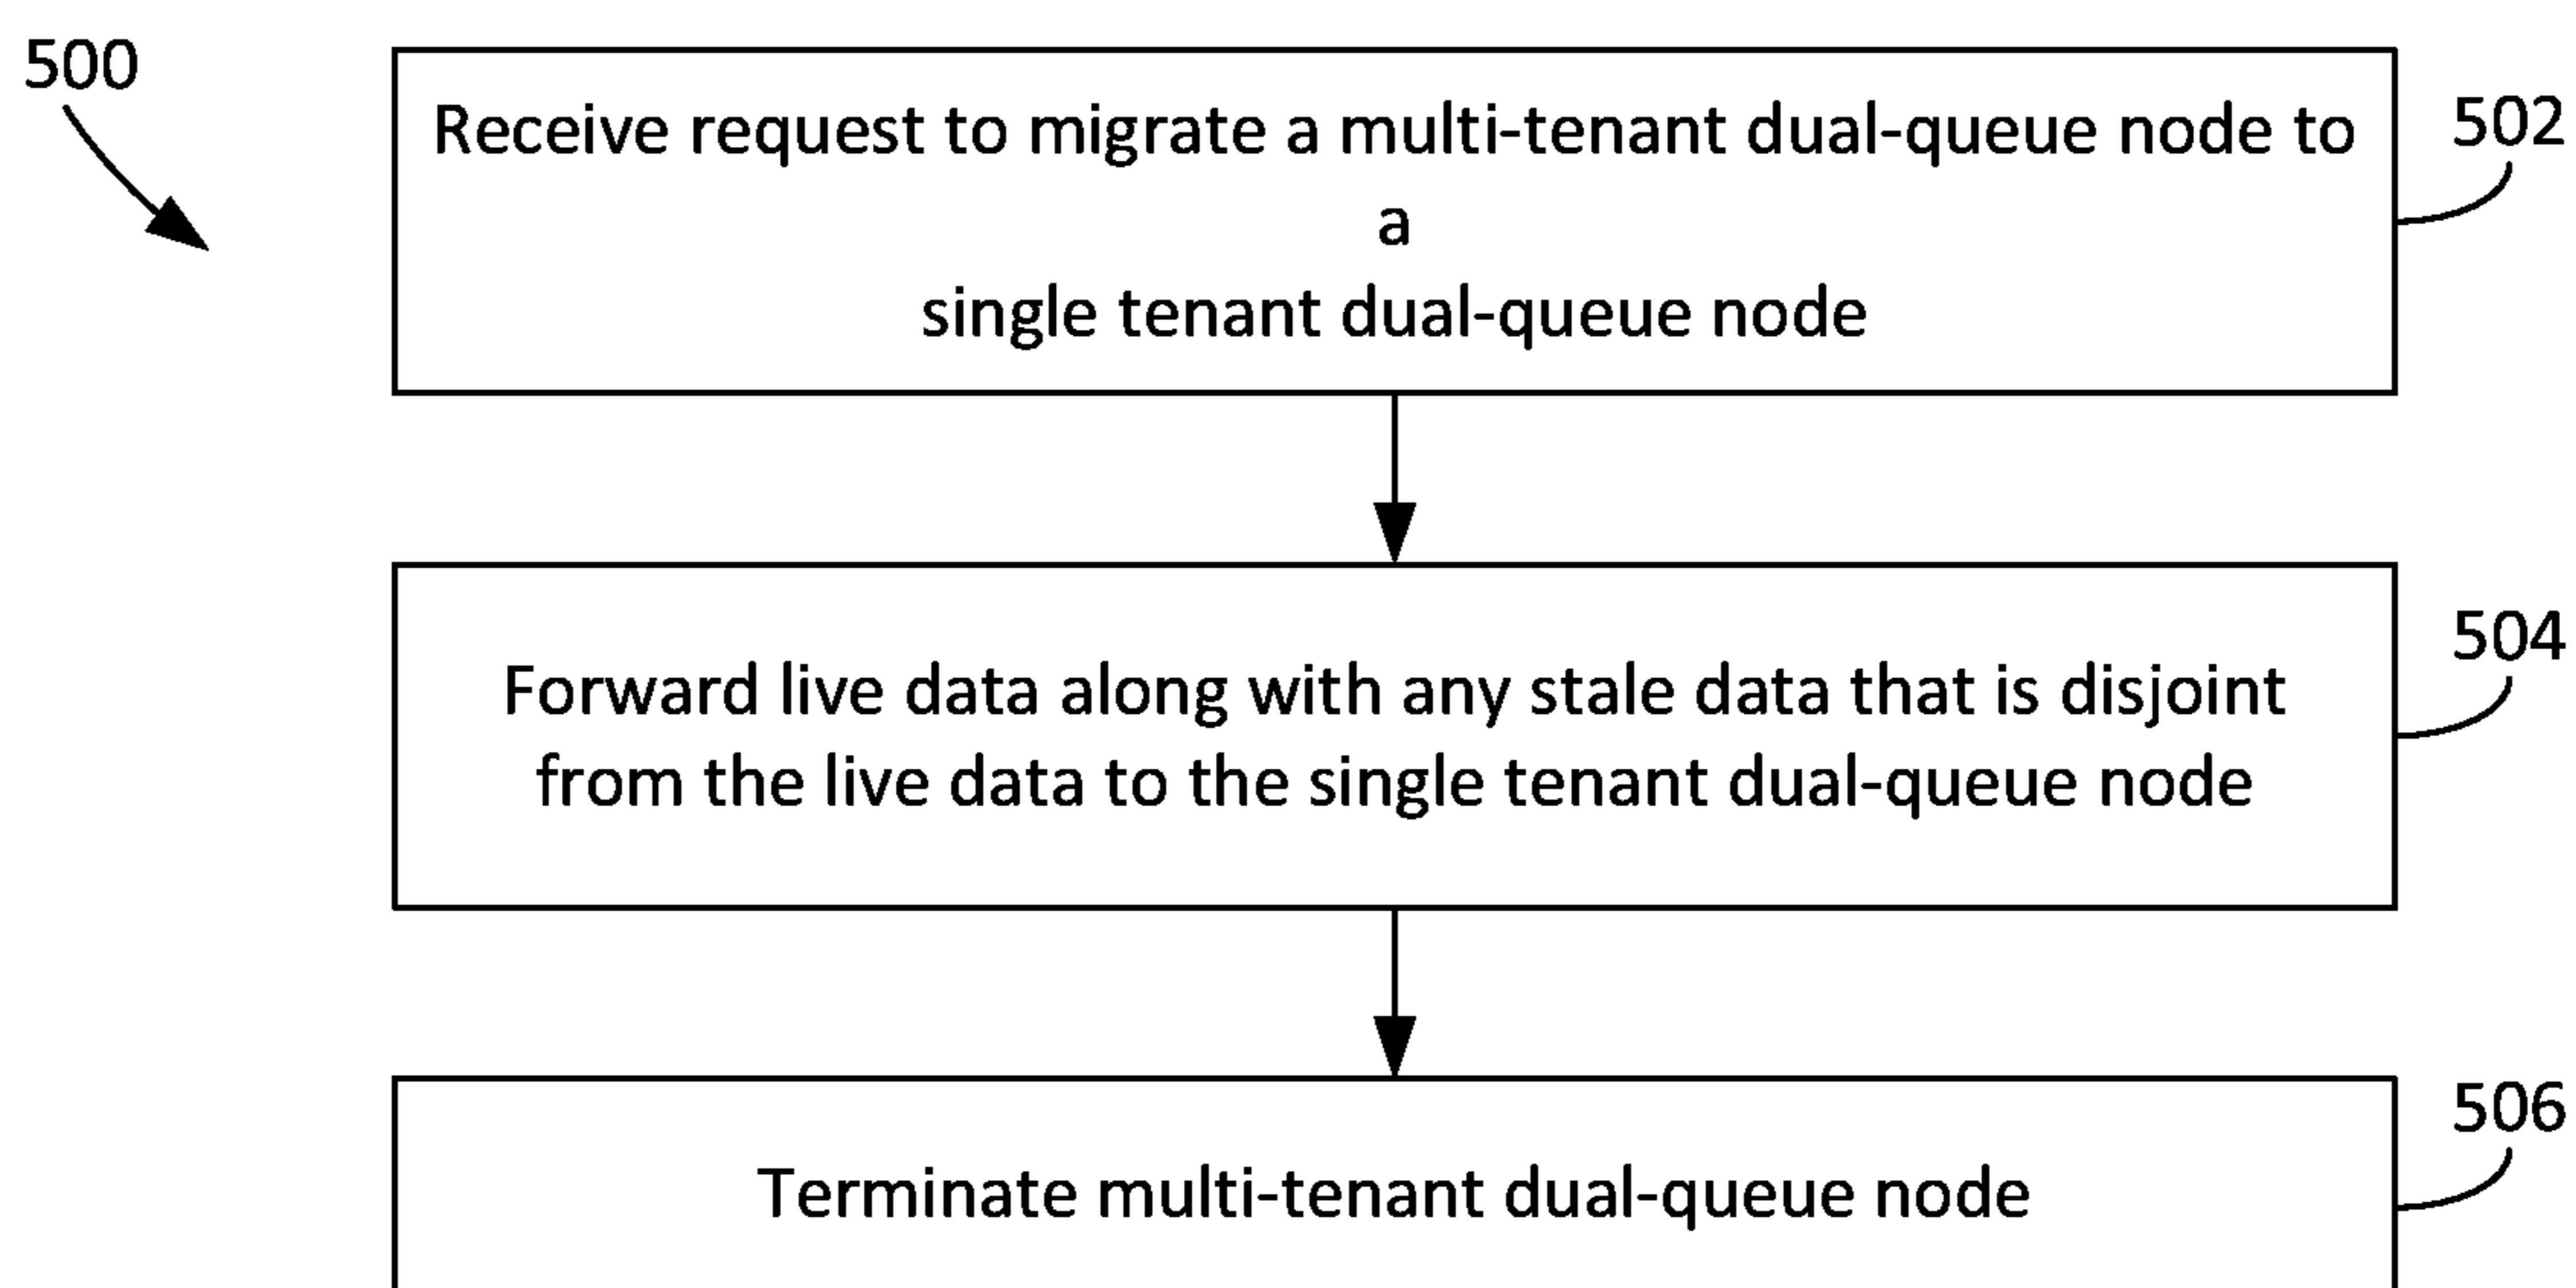 500
Receive request to migrate a multi-tenant dual-queue node to
a
single tenant dual-queue node
502
Forward live data along with any stale data that is disjoint
from the live data to the single tenant dual-queue node
504
Terminate multi-tenant dual-queue node
506